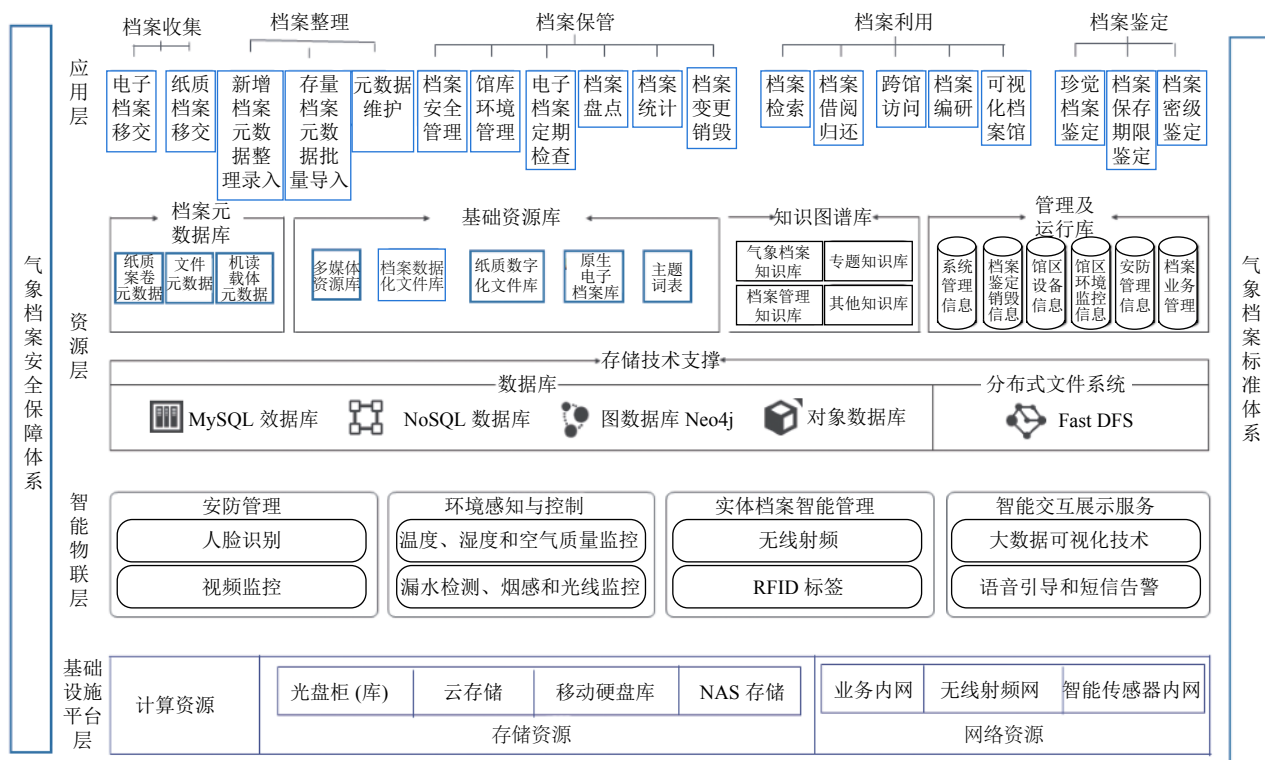 气象档案安全保障体系
应用层
档案收集
档案整理
档案保管
档案利用
档案鉴定
电子
档案
移交
纸质
档案
移交
新增
档案
元数
据整
理录入
存量
档案
元数
据批
量导入
元数据
维护
档案
安全
管理
馆库
环境
管理
电子
档案
定期
检查
档案
盘点
档案
统计
档案
变更
销毁
档案
检索
档案
借阅
归还
跨馆
访问
档案
编研
可视
化档
案馆
珍觉
档案
鉴定
档案
保存
期限
鉴定
档案
密级
鉴定
资源层
档案元
数据库
纸质
案卷
元数据
文件
元数据
机读
载体
元数据
基础资源库
多媒体
资源库
档案数据
化文件库
纸质数字
化文件库
原生
电子
档案库
主题
词表
知识图谱库
气象档案
知识库
专题知识库
档案管理
知识库
其他知识库
管理及
运行库
系统
管理
信息
档案
鉴定
销毁
信息
馆区
设备
信息
馆区
环境
监控
信息
安防
管理
信息
档案
业务
管理
存储技术支撑
数据库
分布式文件系统
MySQL 效据库
NoSQL 数据库
图数据库 Neo4j
对象数据库
Fast DFS
智能物联层
安防管理
人脸识别
视频监控
环境感知与控制
温度、湿度和空气质量监控
漏水检测、烟感和光线监控
实体档案智能管理
无线射频
RFID 标签
智能交互展示服务
大数据可视化技术
语音引导和短信告警
基础
设施
平台
层
计算资源
光盘柜 (库)
云存储
移动硬盘库
NAS 存储
存储资源
业务内网
无线射频网
智能传感器内网
网络资源
气象档案标准体系